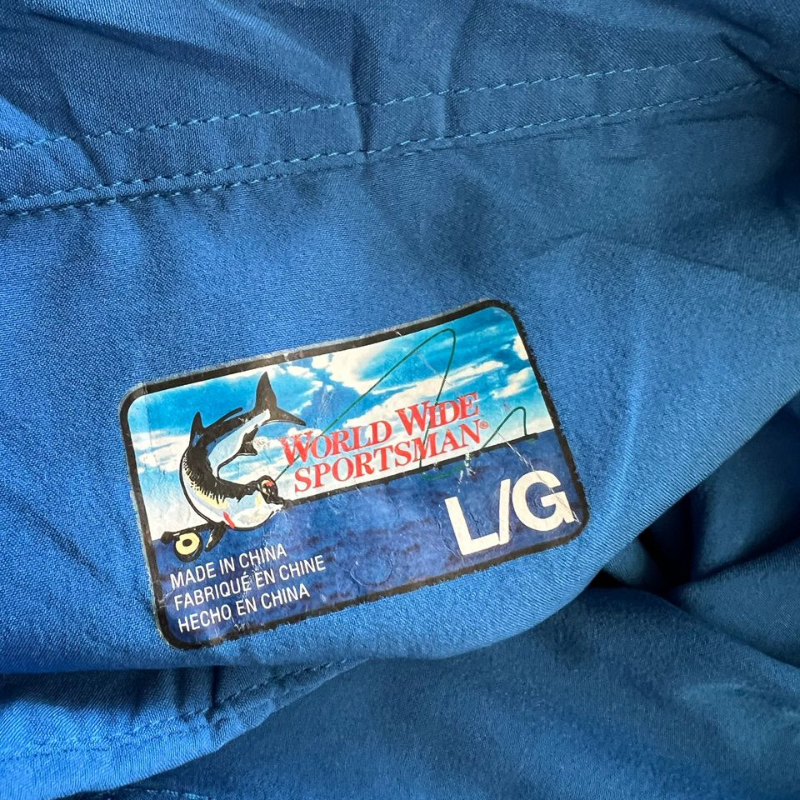 WORLD WIDE
SPORTSMAN®
L/G
MADE IN CHINA
FABRIQUÉ EN CHINE
HECHO EN CHINA